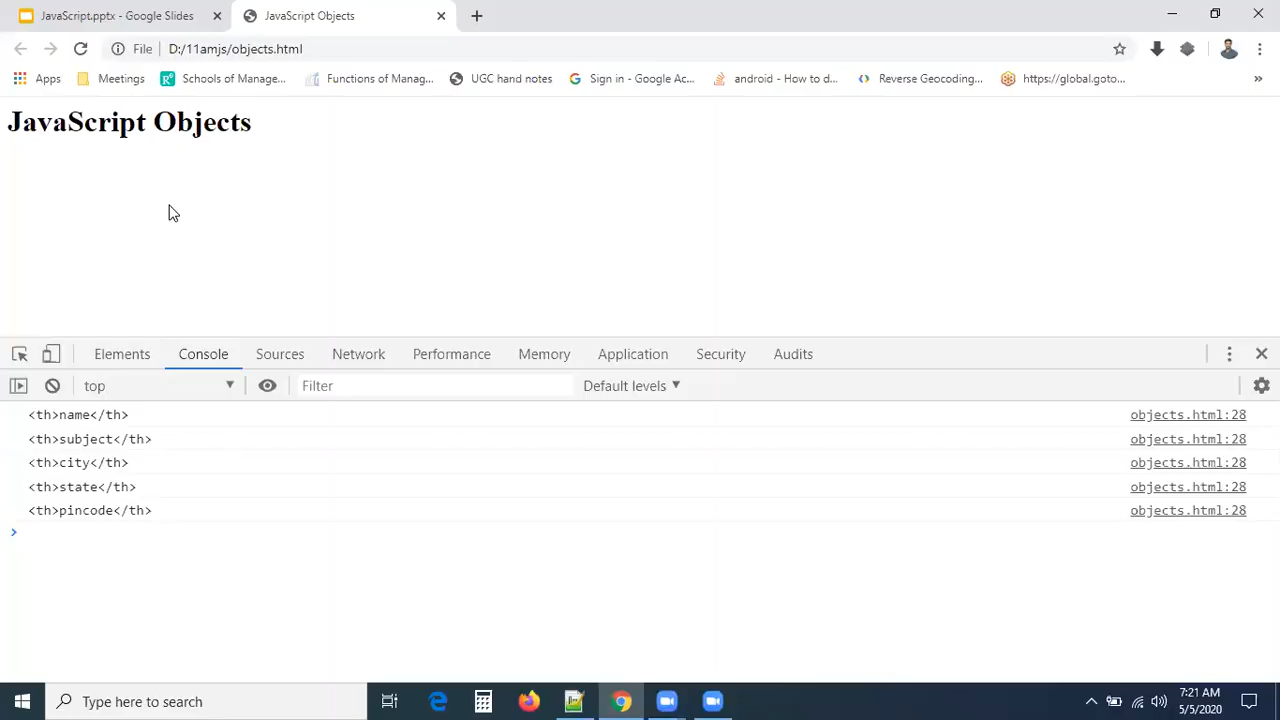 JavaScript.pptx - Google Slides
JavaScript Objects
File
D:/11amjs/objects.html
Apps
Meetings
Schools of Manage...
Functions of Manag...
UGC hand notes
Sign in - Google Ac...
android - How to d...
Reverse Geocoding...
https://global.goto...
»
JavaScript Objects
Elements
Console
Sources
Network
Performance
Memory
Application
Security
Audits
top
Filter
Default levels
<th>name</th>
objects.html:28
<th>subject</th>
objects.html:28
<th>city</th>
objects.html:28
<th>state</th>
objects.html:28
<th>pincode</th>
objects.html:28
Type here to search
7:21 AM
5/5/2020